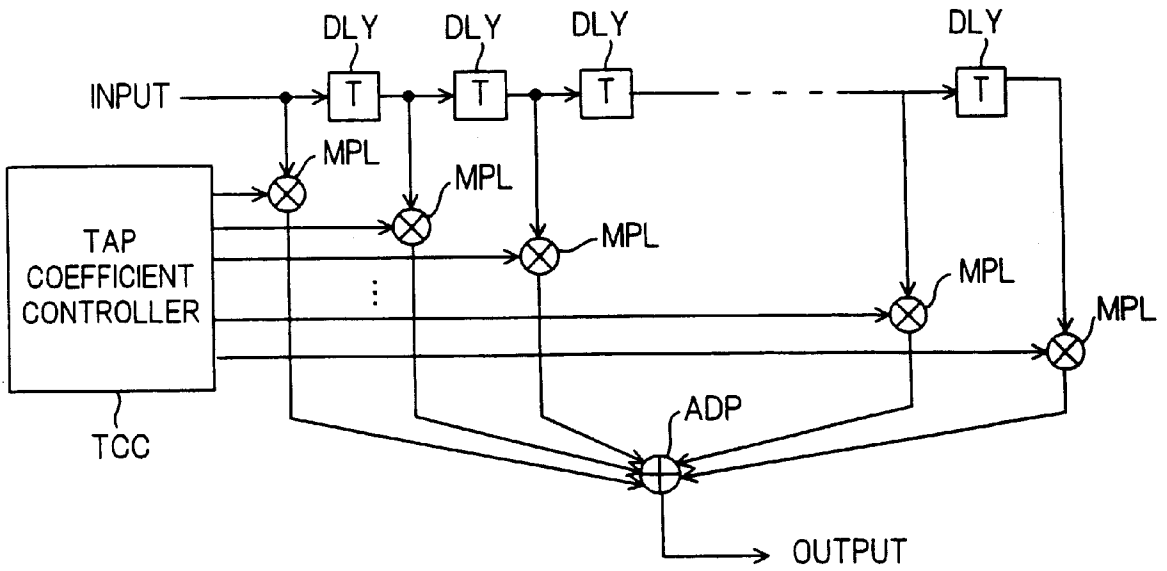 DLY
DLY
DLY
DLY
INPUT
T
T
T
T
MPL
MPL
MPL
MPL
MPL
TAP
COEFFICIENT
CONTROLLER
TCC
ADP
OUTPUT